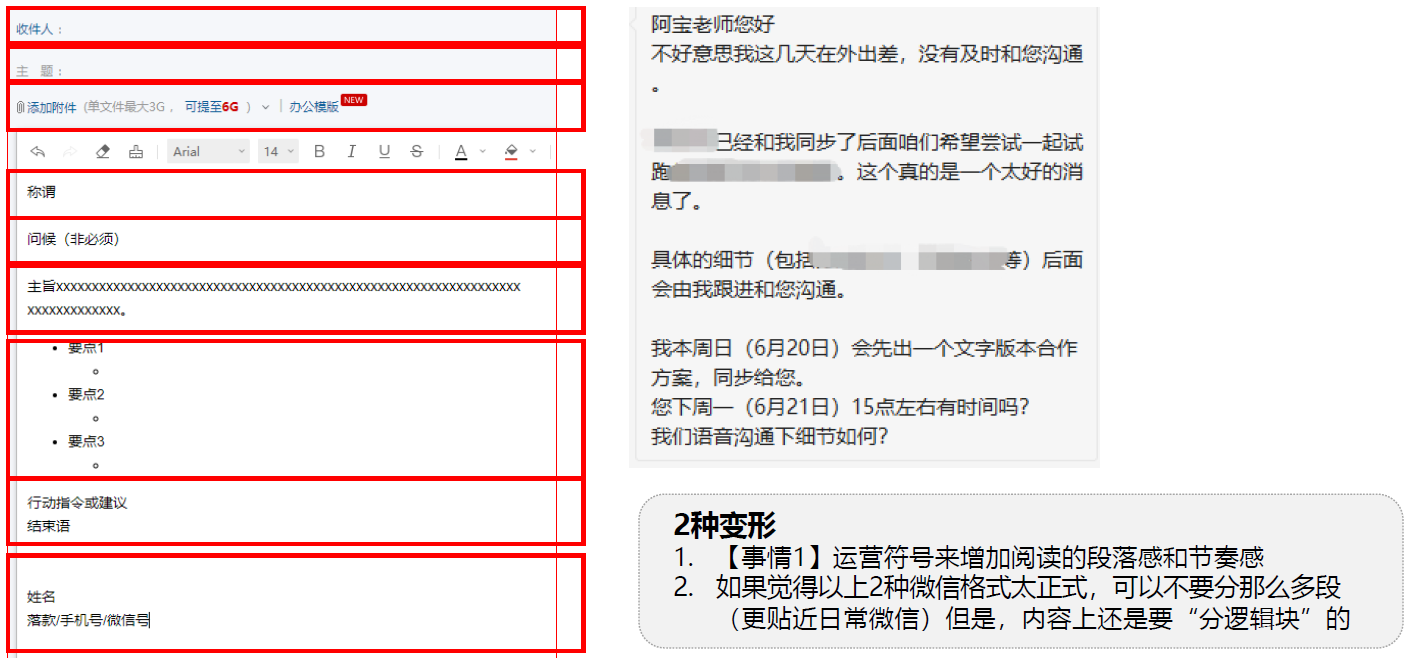 收件人：
主 题：
添加附件（单文件最大3G，可提至6G ） 办公模版 NEW
Arial 14 B I U S A
称谓
问候（非必须）
主旨xxxxxxxxxxxxxxxxxxxxxxxxxxxxxxxxxxxxxxxxxxxxxxxxxxxxxxxxxxxxxxxxxx
xxxxxxxxxxxxx。
• 要点1
• 要点2
• 要点3
行动指令或建议
结束语
姓名
落款/手机号/微信号
阿宝老师您好
不好意思我这几天在外出差，没有及时和您沟通
。
已经和我同步了后面咱们希望尝试一起试
跑 。这个真的是一个太好的消
息了。
具体的细节（包括 等）后面
会由我跟进和您沟通。
我本周日（6月20日）会先出一个文字版本合作
方案，同步给您。
您下周一（6月21日）15点左右有时间吗？
我们语音沟通下细节如何？
2种变形
1. 【事情1】运营符号来增加阅读的段落感和节奏感
2. 如果觉得以上2种微信格式太正式，可以不要分那么多段
（更贴近日常微信）但是，内容上还是要“分逻辑块”的